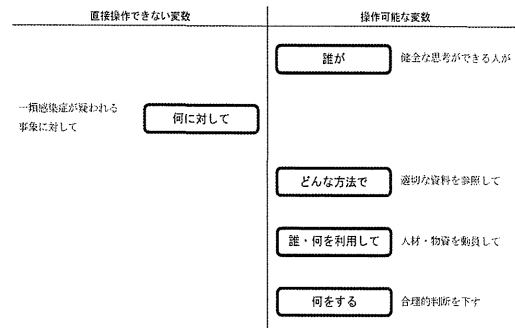 直接操作できない変数
操作可能な変数
誰が
健全な思考ができる人が
一類感染症が疑われる
事象に対して
何に対して
どんな方法で
適切な資料を参照して
誰・何を利用して
人材・物資を動員して
何をする
合理的判断を下す